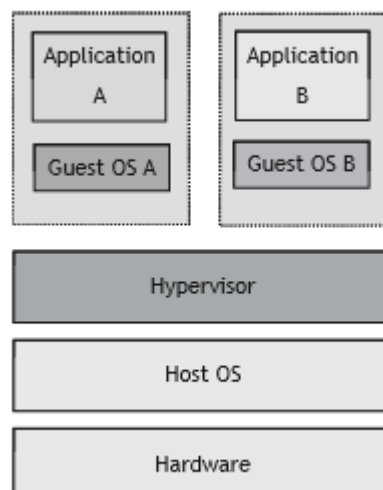 Application
A
Application
B
Guest OS A
Guest OS B
Hypervisor
Host OS
Hardware